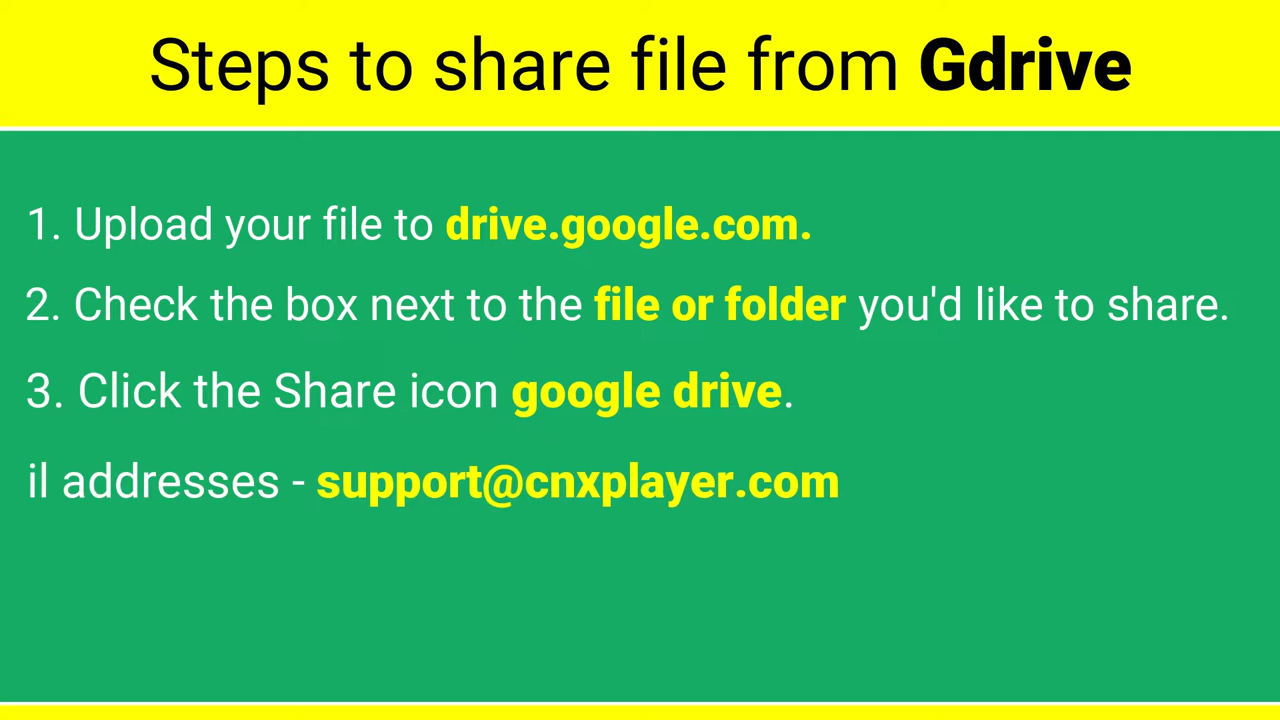 Steps to share file from Gdrive
1. Upload your file to drive.google.com.
2. Check the box next to the file or folder you'd like to share.
3. Click the Share icon google drive.
il addresses - support@cnxplayer.com